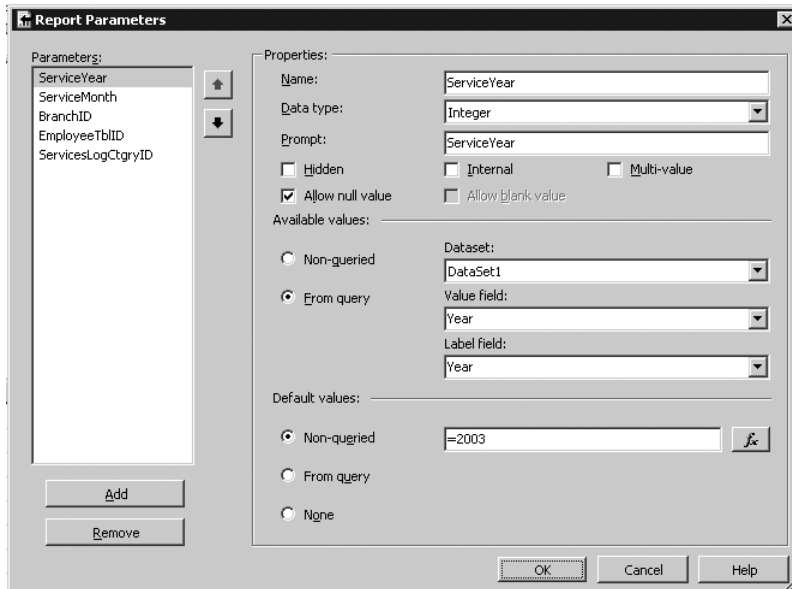 Report Parameters
Parameters:
ServiceYear
ServiceMonth
BranchID
EmployeeTblID
ServicesLogCtgryID
Add
Remove
Properties:
Name:
ServiceYear
Data type:
Integer
Prompt:
ServiceYear
Hidden
Internal
Multi-value
Allow null value
Allow blank value
Available values:
Non-queried
From query
Dataset:
DataSet1
Value field:
Year
Label field:
Year
Default values:
Non-queried
=2003
fx
From query
None
OK
Cancel
Help